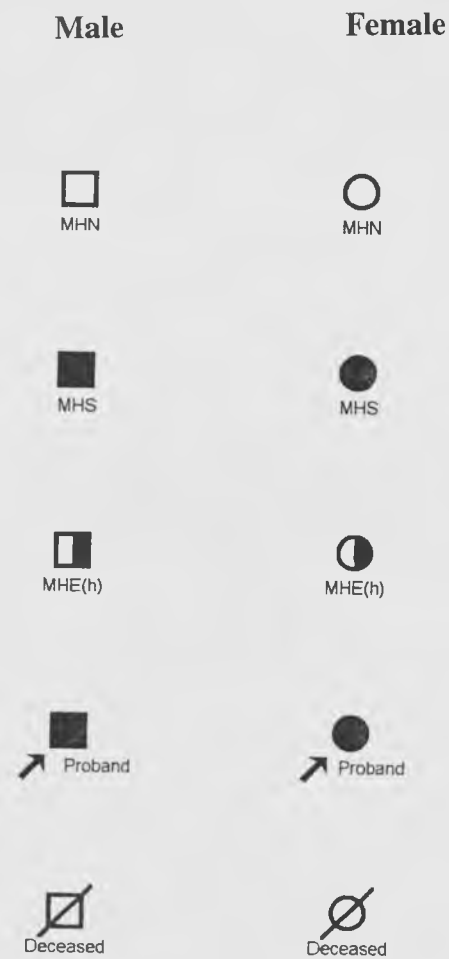 Male Female
MHN MHN
MHS MHS
MHE(h) MHE(h)
Proband Proband
Deceased Deceased